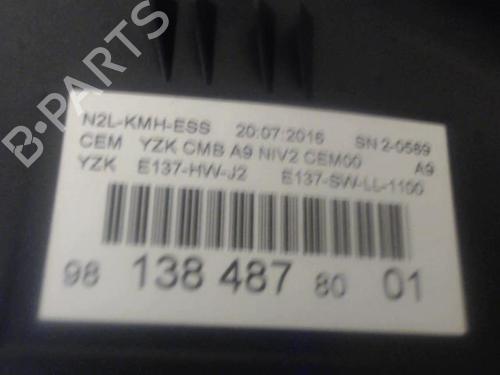 N2L-KMH-ESS 20:07:2016 SN 2-0589
CEM YZK CMB A9 NIV2 CEM00 A9
YZK E137-HW-J2 E137-SW-LL-1100
98 138 487 80 01
B-PARTS